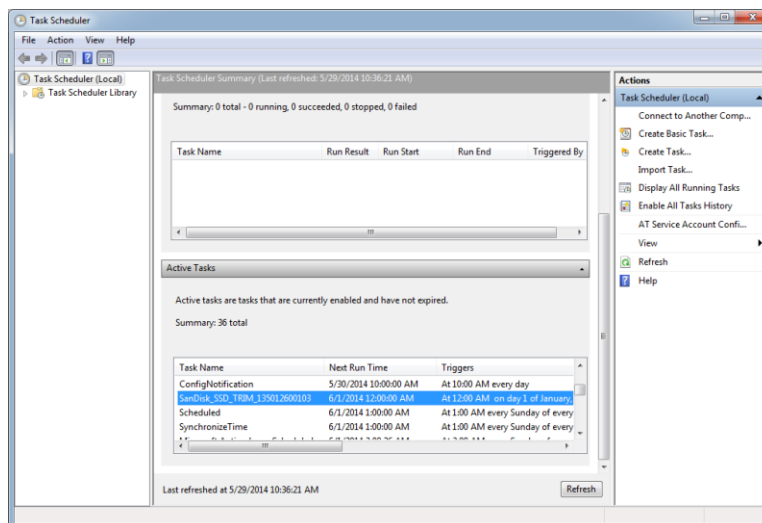 Task Scheduler
File Action View Help
Task Scheduler (Local)
Task Scheduler Library
Task Scheduler Summary (Last refreshed: 5/29/2014 10:36:21 AM)
Summary: 0 total - 0 running, 0 succeeded, 0 stopped, 0 failed
Task Name Run Result Run Start Run End Triggered By
Active Tasks
Active tasks are tasks that are currently enabled and have not expired.
Summary: 36 total
Task Name Next Run Time Triggers
ConfigNotification 5/30/2014 10:00:00 AM At 10:00 AM every day
SanDisk_SSD_TRIM_135012600103 6/1/2014 12:00:00 AM At 12:00 AM on day 1 of January,
Scheduled 6/1/2014 1:00:00 AM At 1:00 AM every Sunday of every
SynchronizeTime 6/1/2014 1:00:00 AM At 1:00 AM every Sunday of every
Last refreshed at 5/29/2014 10:36:21 AM
Refresh
Actions
Task Scheduler (Local)
Connect to Another Comp...
Create Basic Task...
Create Task...
Import Task...
Display All Running Tasks
Enable All Tasks History
AT Service Account Confi...
View
Refresh
Help